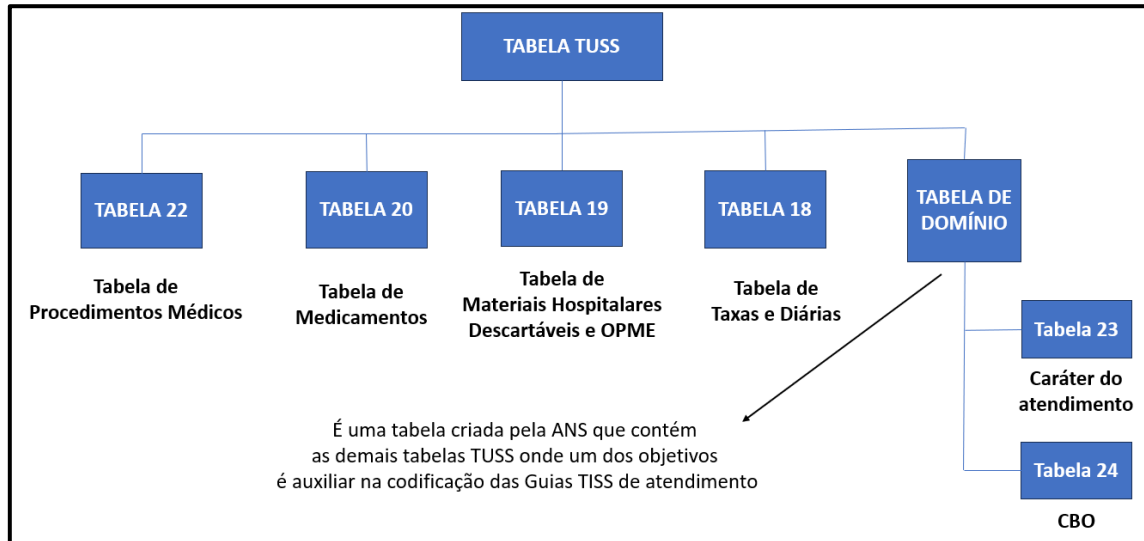 TABELA TUSS
TABELA 22
TABELA 20
TABELA 19
TABELA 18
TABELA DE
DOMÍNIO
Tabela de
Procedimentos Médicos
Tabela de
Medicamentos
Tabela de
Materiais Hospitalares
Descartáveis e OPME
Tabela de
Taxas e Diárias
Tabela 23
Caráter do
atendimento
É uma tabela criada pela ANS que contém
as demais tabelas TUSS onde um dos objetivos
é auxiliar na codificação das Guias TISS de atendimento
Tabela 24
CBO